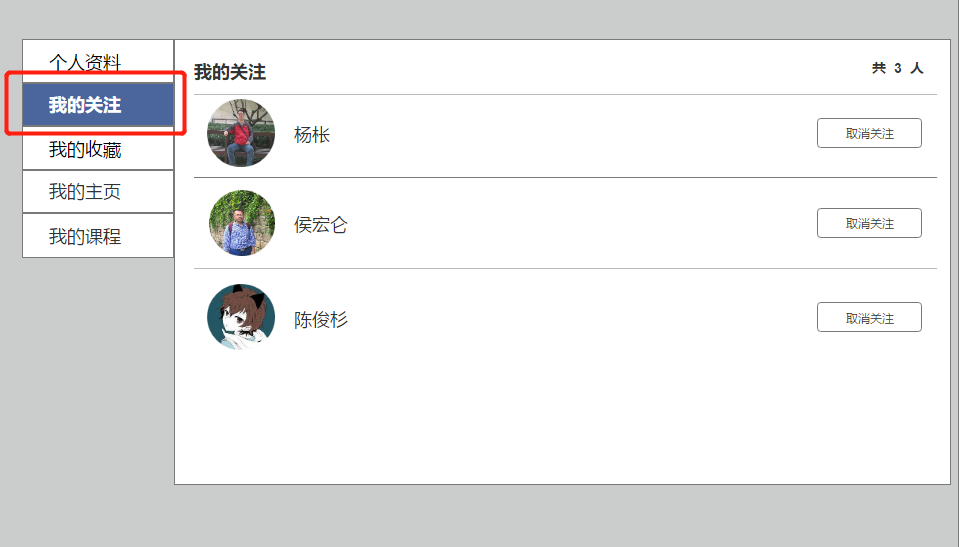 个人资料
我的关注
我的收藏
我的主页
我的课程
我的关注
共 3 人
杨枨
取消关注
侯宏仑
取消关注
陈俊杉
取消关注